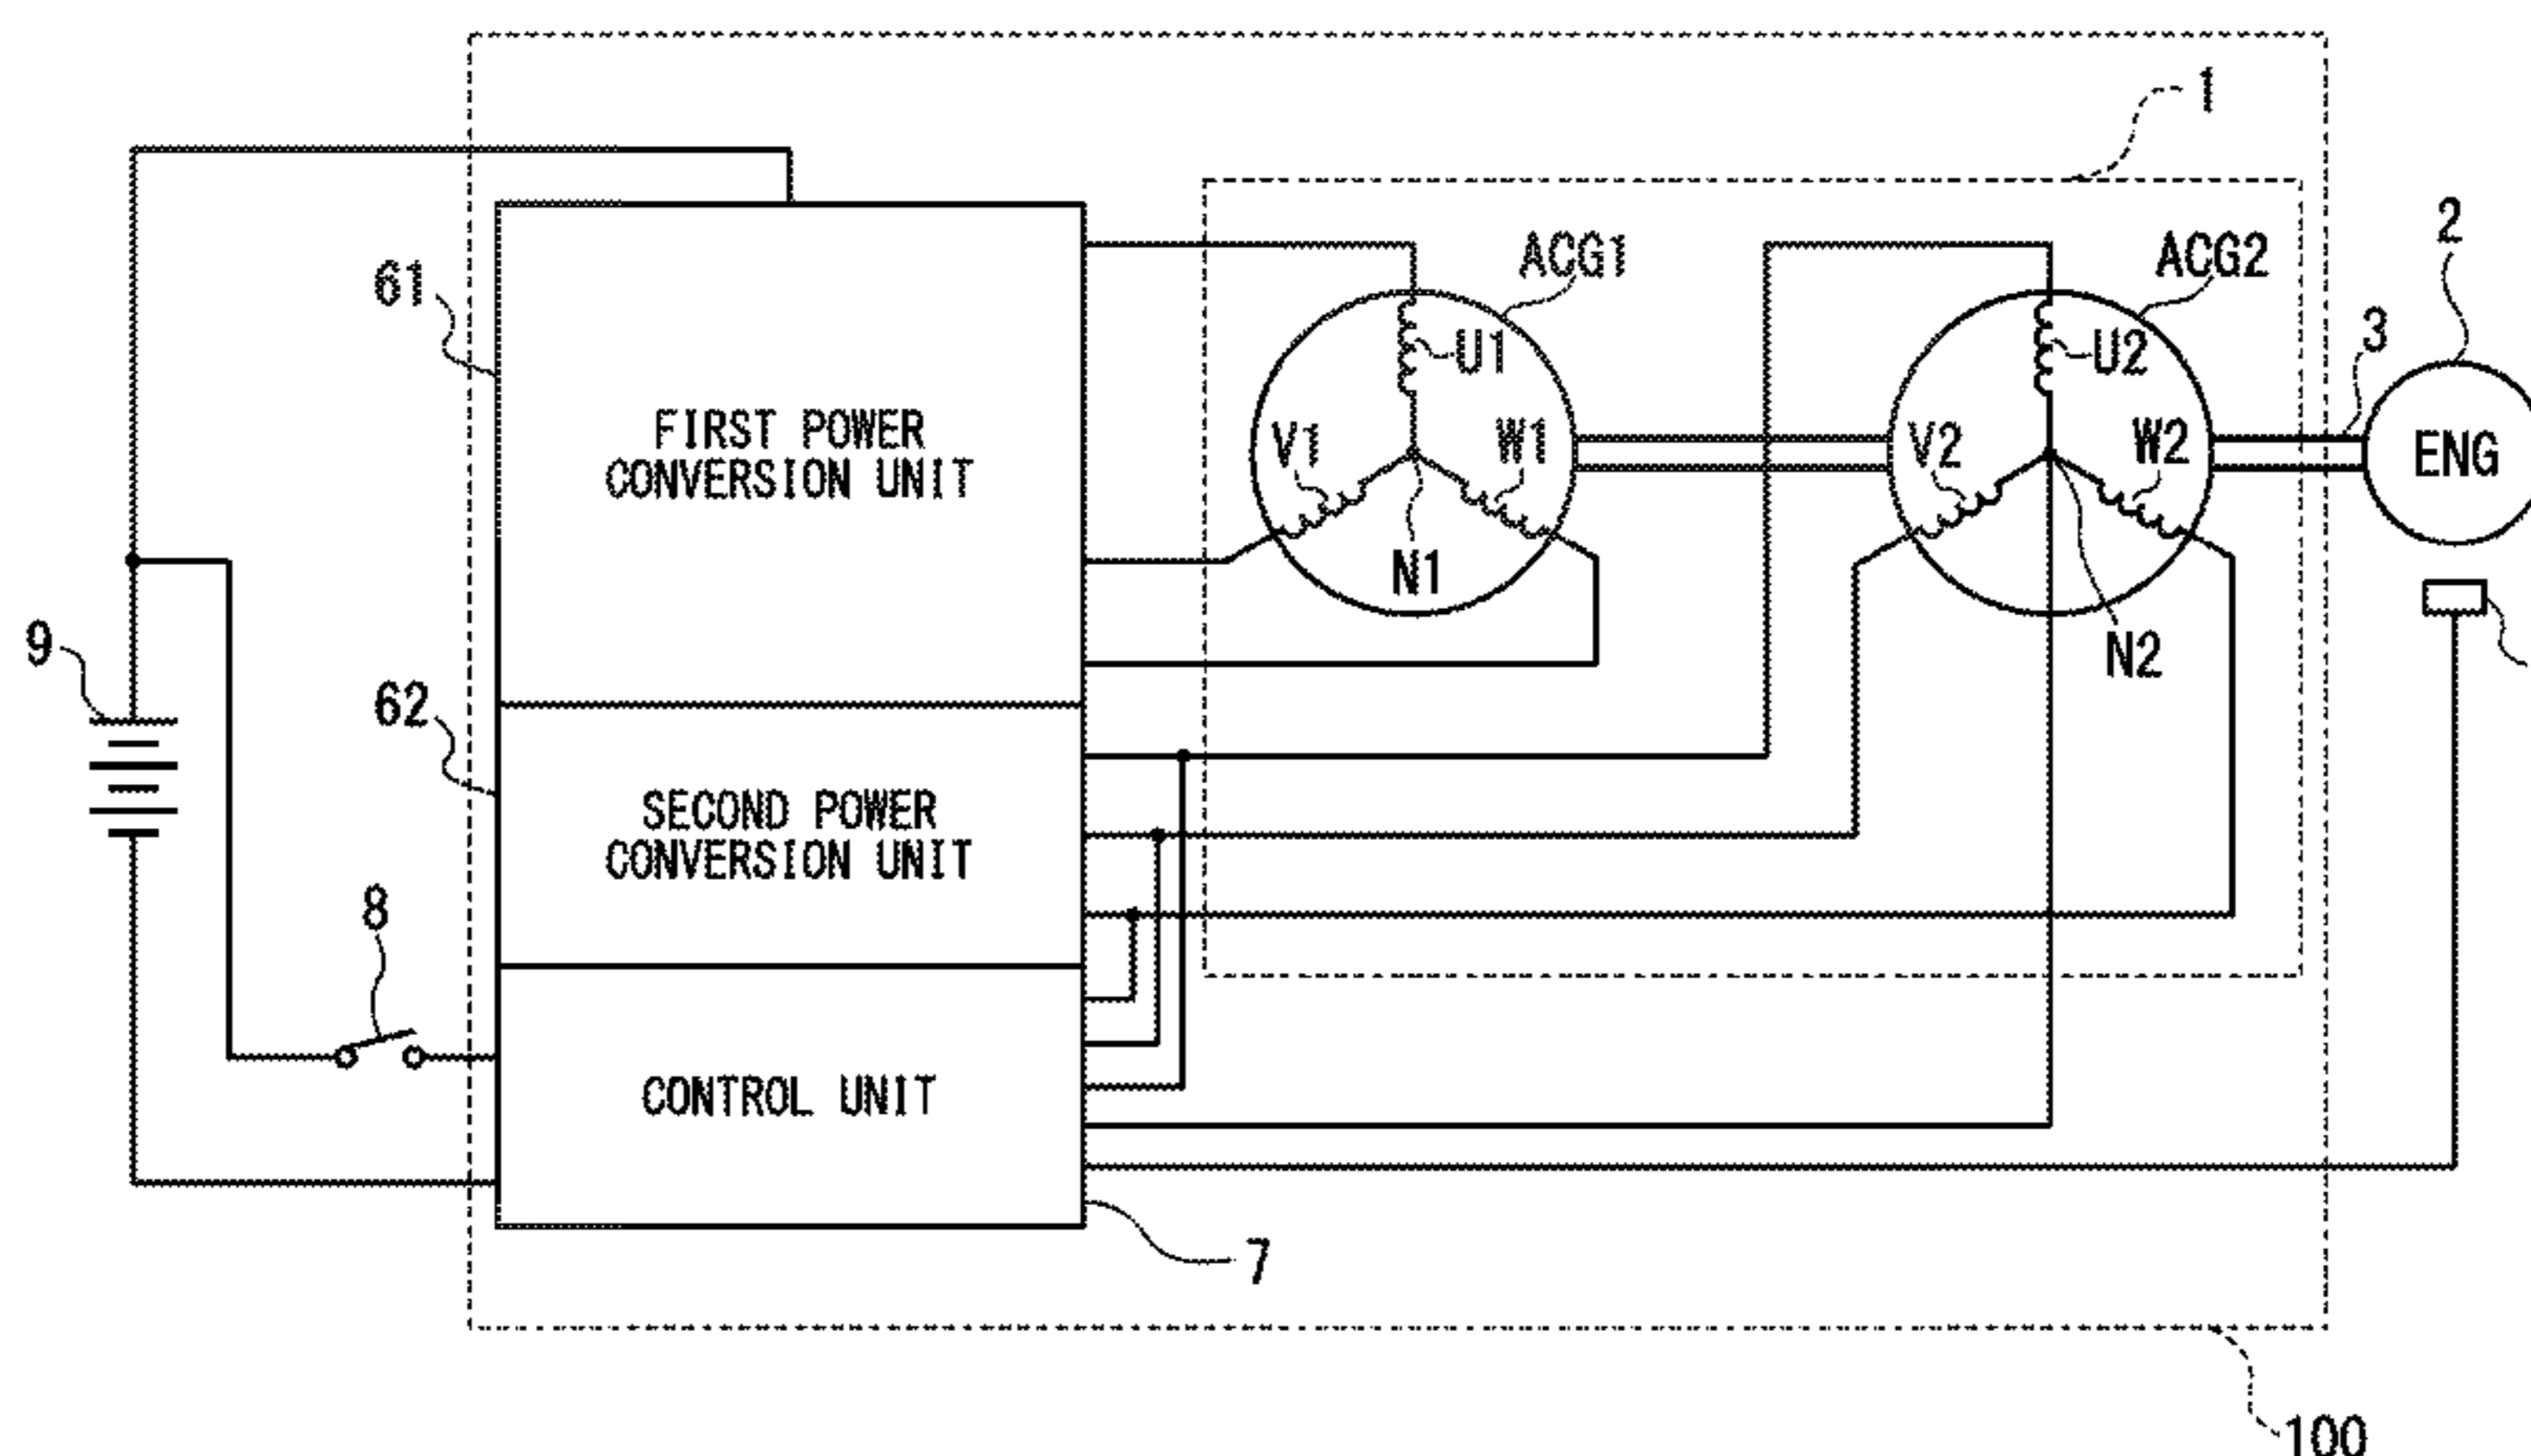 1
ACG1
ACG2
2
61
U1
U2
3
FIRST POWER
CONVERSION UNIT
V1
W1
V2
W2
ENG
N1
9
62
N2
SECOND POWER
CONVERSION UNIT
8
CONTROL UNIT
7
100